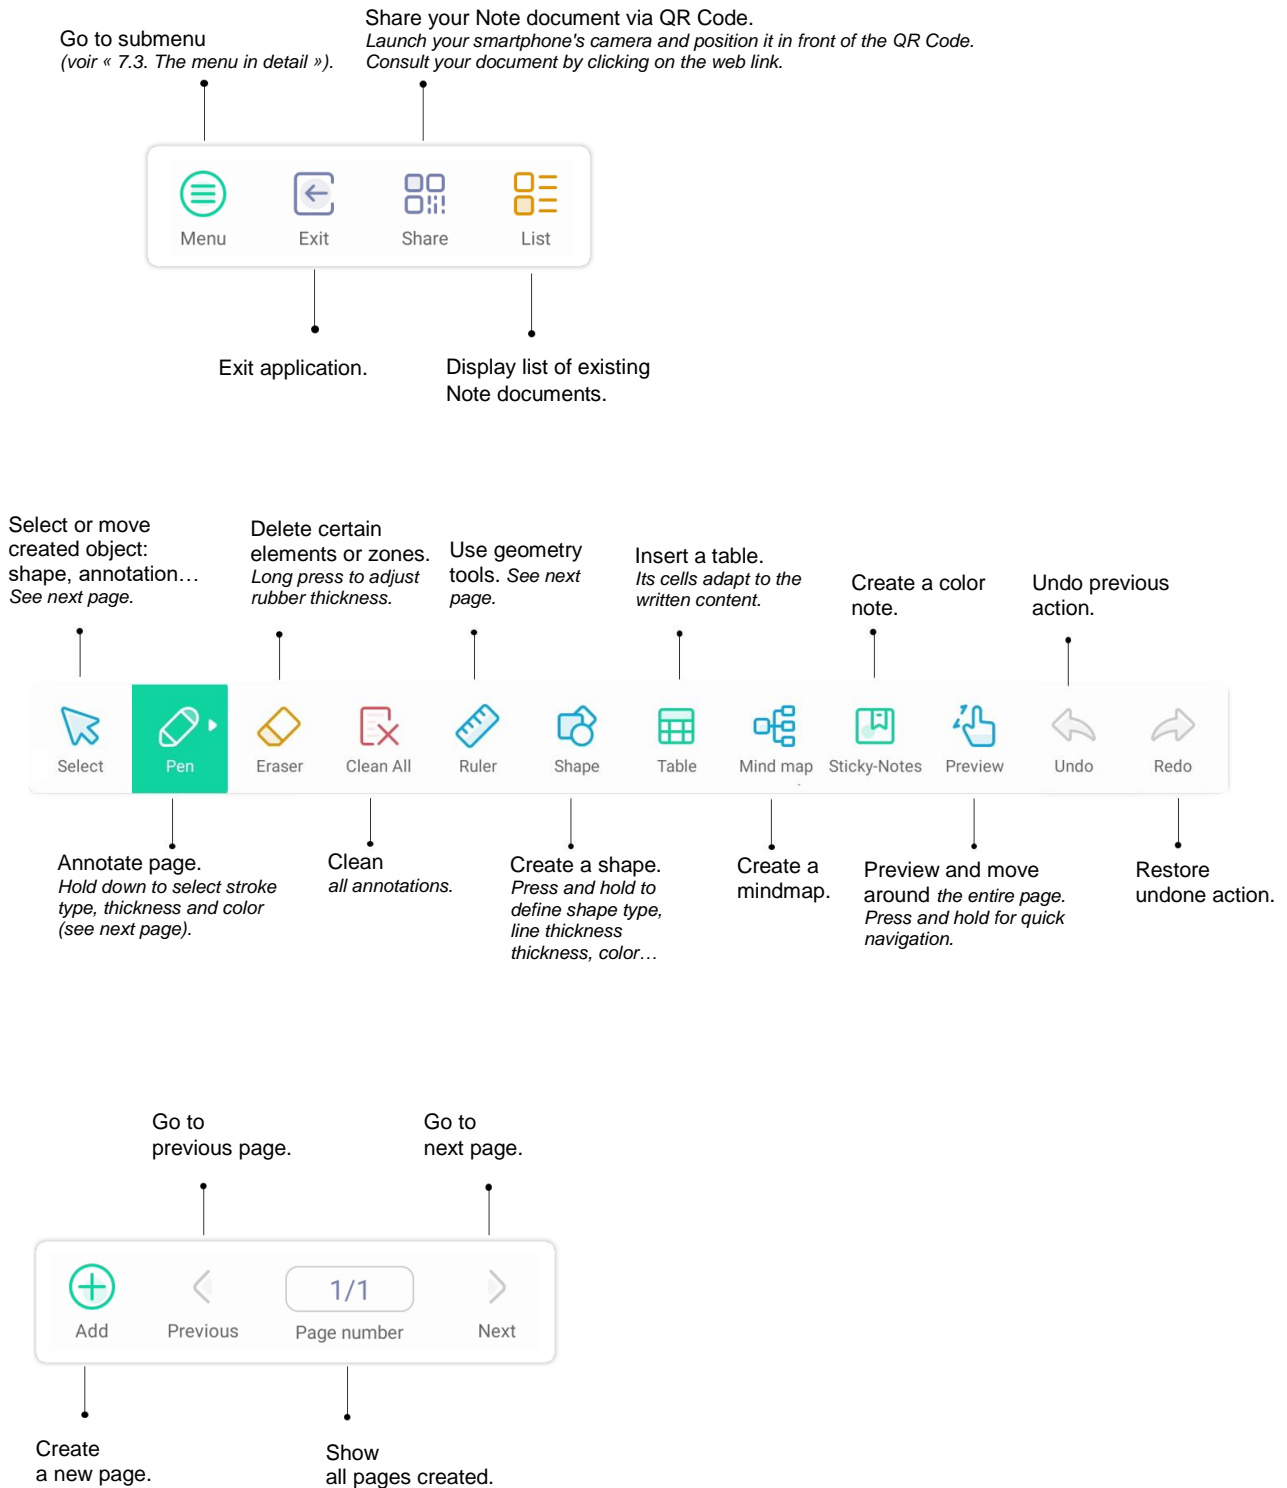 Go to submenu
(voir « 7.3. The menu in detail »).
Share your Note document via QR Code.
Launch your smartphone's camera and position it in front of the QR Code.
Consult your document by clicking on the web link.
Menu
Exit
Share
List
Exit application.
Display list of existing
Note documents.
Select or move
created object:
shape, annotation…
See next page.
Delete certain
elements or zones.
Long press to adjust
rubber thickness.
Use geometry
tools. See next
page.
Insert a table.
Its cells adapt to the
written content.
Create a color
note.
Undo previous
action.
Select
Pen
Eraser
Clean All
Ruler
Shape
Table
Mind map
Sticky-Notes
Preview
Undo
Redo
Annotate page.
Hold down to select stroke
type, thickness and color
(see next page).
Clean
all annotations.
Create a shape.
Press and hold to
define shape type,
line thickness
thickness, color…
Create a
mindmap.
Preview and move
around the entire page.
Press and hold for quick
navigation.
Restore
undone action.
Go to
previous page.
Go to
next page.
Add
Previous
1/1
Page number
Next
Create
a new page.
Show
all pages created.